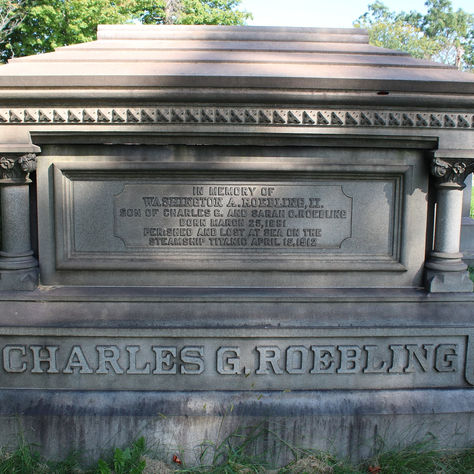 IN MEMORY OF
WASHINGTON A. ROEBLING, II.
SON OF CHARLES G. AND SARAH O. ROEBLING
BORN MARCH 25, 1881
PERISHED AND LOST AT SEA ON THE
STEAMSHIP TITANIC APRIL 15, 1912
CHARLES G. ROEBLING